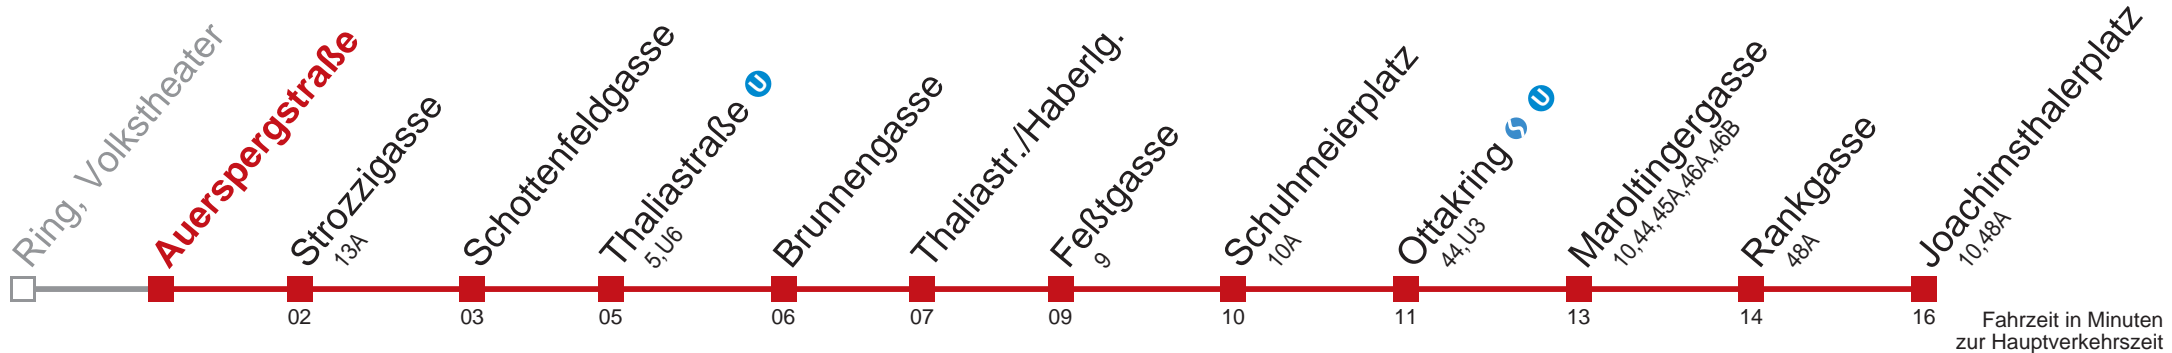 Ring, Volkstheater
Auerspergstraße
Strozzigasse
13A
Schottenfeldgasse
Thaliastraße U
5,U6
Brunnengasse
Thaliastr./Haberlg.
Feßtgasse
9
Schuhmeierplatz
10A
Ottakring S U
44,U3
Maroltingergasse
10,44,45A,46A,46B
Rankgasse
48A
Joachimsthalerplatz
10,48A
02 03 05 06 07 09 10 11 13 14 16
Fahrzeit in Minuten
zur Hauptverkehrszeit